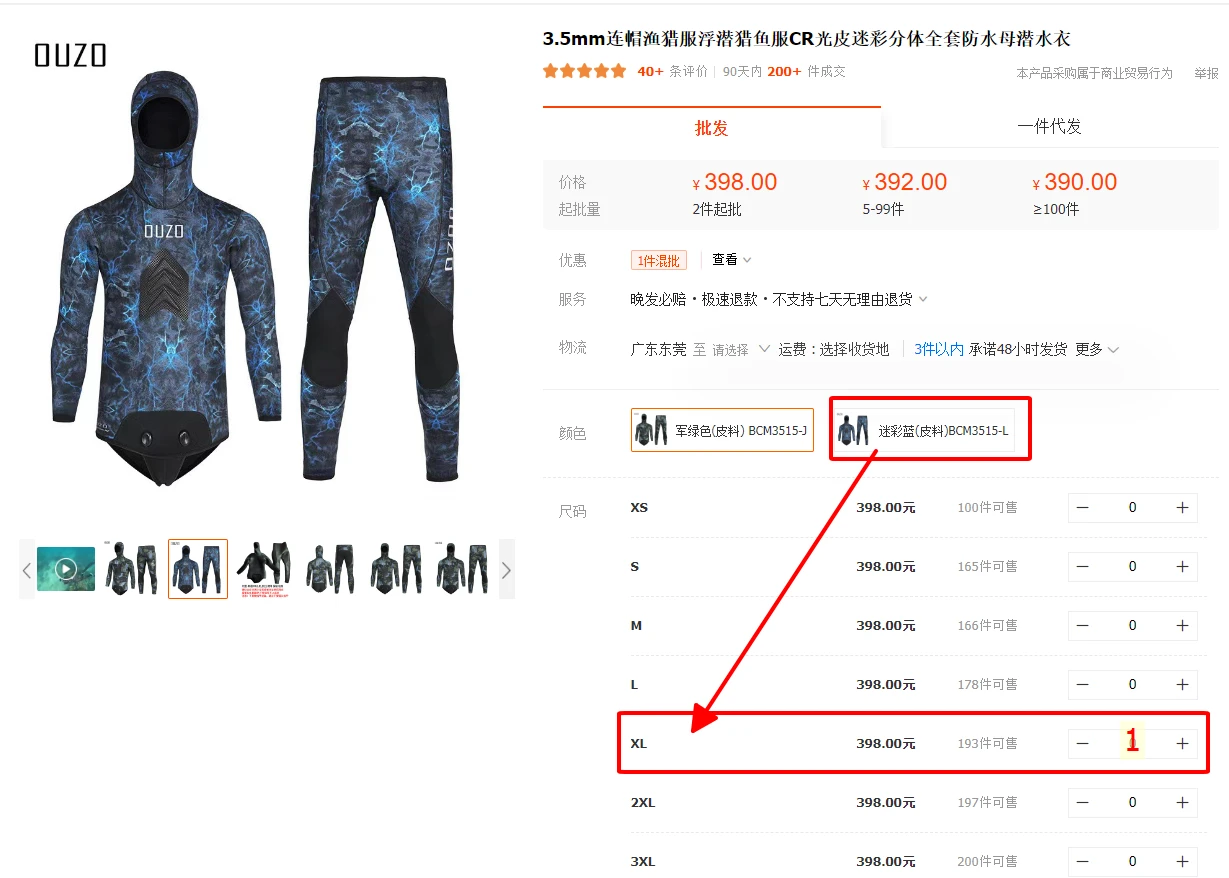 3.5mm连帽渔猎服浮潜猎鱼服CR光皮迷彩分体全套防水母潜水衣
OUZO
40+ 条评价 90天内 200+ 件成交
本产品采购属于商业贸易行为 举报
批发 一件代发
价格 ¥398.00 ¥392.00 ¥390.00
起批量 2件起批 5-99件 ≥100件
OUZO
OUZO
优惠 1件混批 查看
服务 晚发必赔・极速退款・不支持七天无理由退货
物流 广东东莞 至 请选择 运费：选择收货地 3件以内 承诺48小时发货 更多
颜色 军绿色(皮料) BCM3515-J 迷彩蓝(皮料)BCM3515-L
尺码 XS 398.00元 100件可售 − 0 +
S 398.00元 165件可售 − 0 +
M 398.00元 166件可售 − 0 +
L 398.00元 178件可售 − 0 +
XL 398.00元 193件可售 − 1 +
2XL 398.00元 197件可售 − 0 +
3XL 398.00元 200件可售 − 0 +